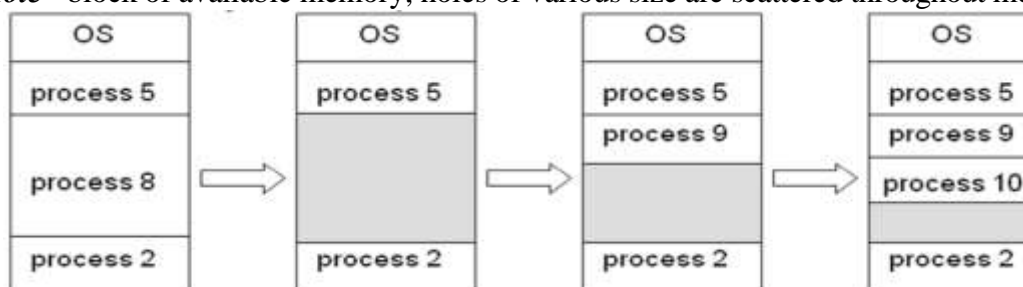 block of available memory; holes of various size are scattered throughout
OS OS OS OS
process 5 process 5 process 5 process 5
process 9 process 9
process 8 process 10
process 2 process 2 process 2 process 2